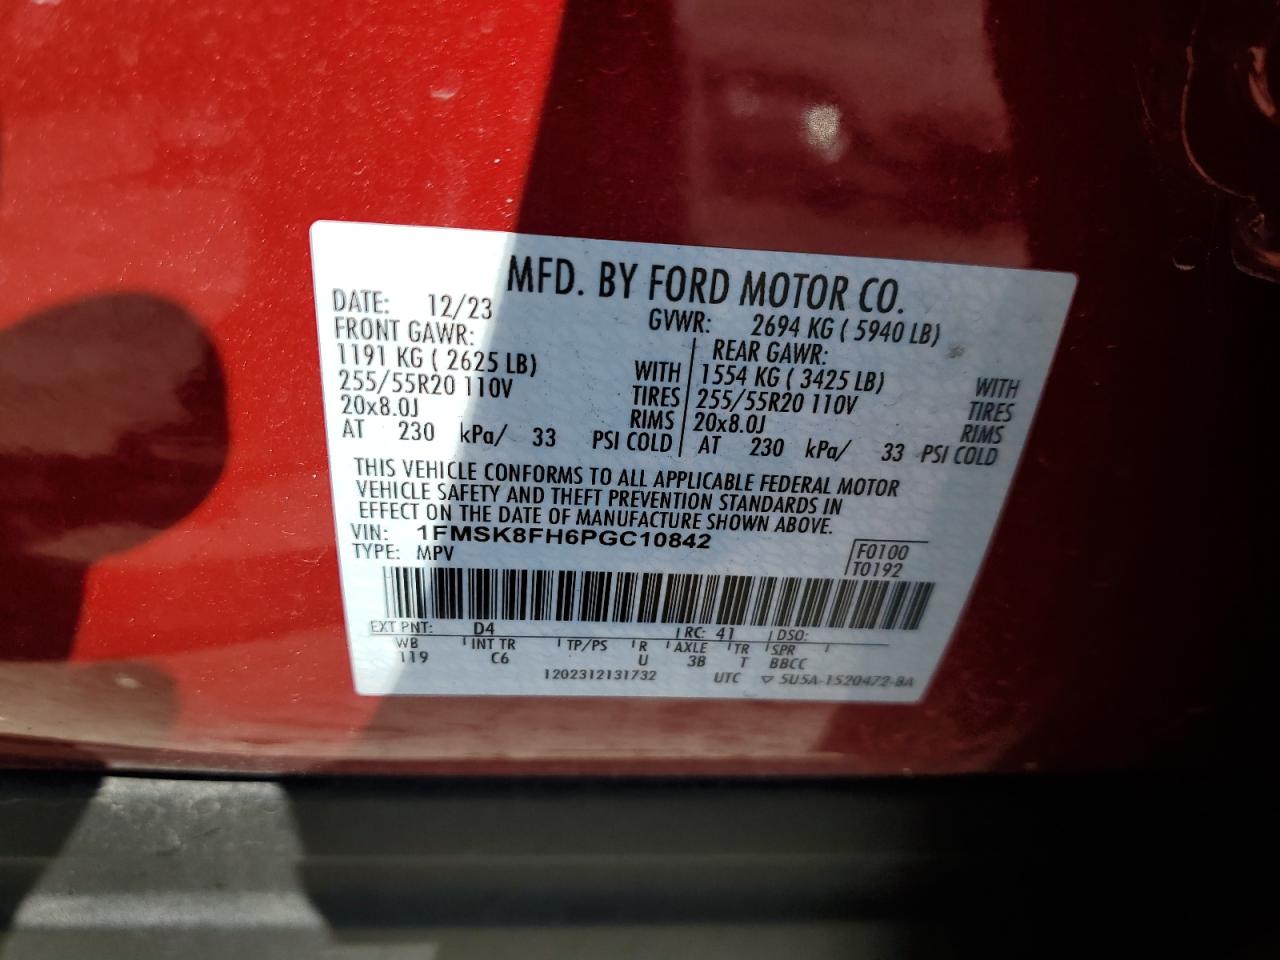 MFD. BY FORD MOTOR CO.
DATE: 12/23
GVWR: 2694 KG ( 5940 LB)
FRONT GAWR:
1191 KG ( 2625 LB) WITH
255/55R20 110V TIRES
20x8.0J RIMS
AT 230 kPa/ 33 PSI COLD
REAR GAWR:
1554 KG ( 3425 LB) WITH
255/55R20 110V TIRES
20x8.0J RIMS
AT 230 kPa/ 33 PSI COLD
THIS VEHICLE CONFORMS TO ALL APPLICABLE FEDERAL MOTOR
VEHICLE SAFETY AND THEFT PREVENTION STANDARDS IN
EFFECT ON THE DATE OF MANUFACTURE SHOWN ABOVE.
VIN: 1FMSK8FH6PGC10842
TYPE: MPV
F0100
T0192
EXT PNT: D4 RC: 41 DSO:
WB INT TR TP/PS R AXLE TR SPR
119 C6 U 3B T BBCC
1202312131732 UTC ▽ 5U5A-1520472-BA